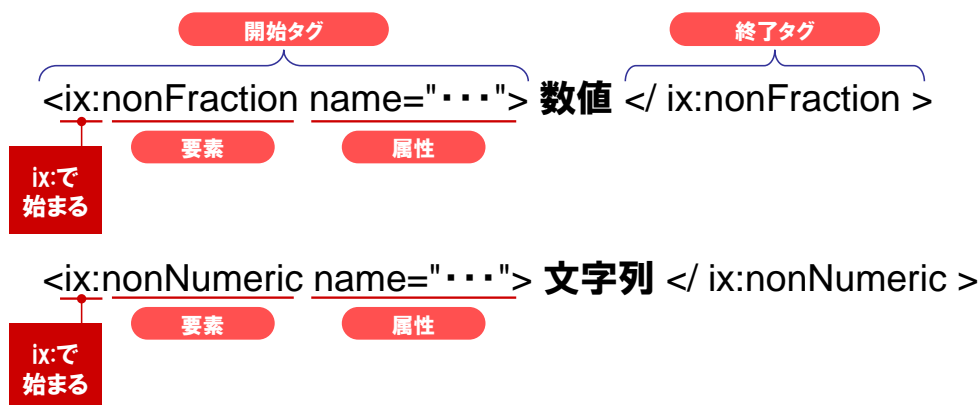 開始タグ 終了タグ
<ix:nonFraction name="・・・"> 数値 </ ix:nonFraction >
要素 属性
ix:で
始まる
<ix:nonNumeric name="・・・"> 文字列 </ ix:nonNumeric >
要素 属性
ix:で
始まる